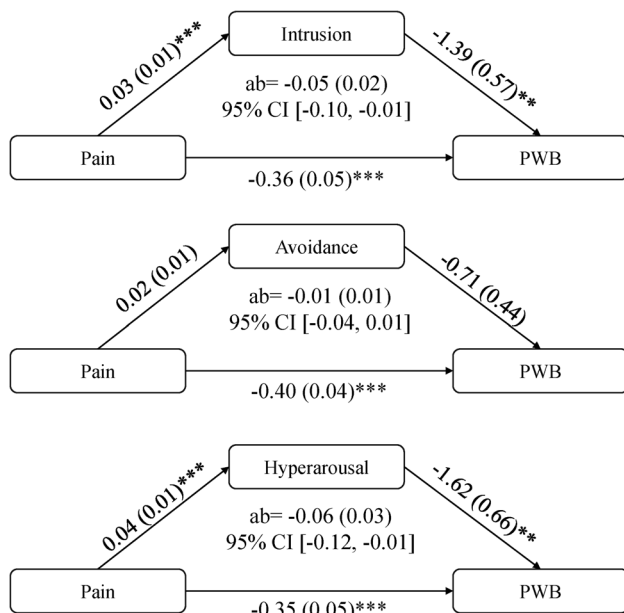 Intrusion
0.03 (0.01)***
-1.39 (0.57)**
ab= -0.05 (0.02)
95% CI [-0.10, -0.01]
Pain
PWB
-0.36 (0.05)***
Avoidance
0.02 (0.01)
-0.71 (0.44)
ab= -0.01 (0.01)
95% CI [-0.04, 0.01]
Pain
PWB
-0.40 (0.04)***
Hyperarousal
0.04 (0.01)***
-1.62 (0.66)**
ab= -0.06 (0.03)
95% CI [-0.12, -0.01]
Pain
PWB
-0.35 (0.05)***